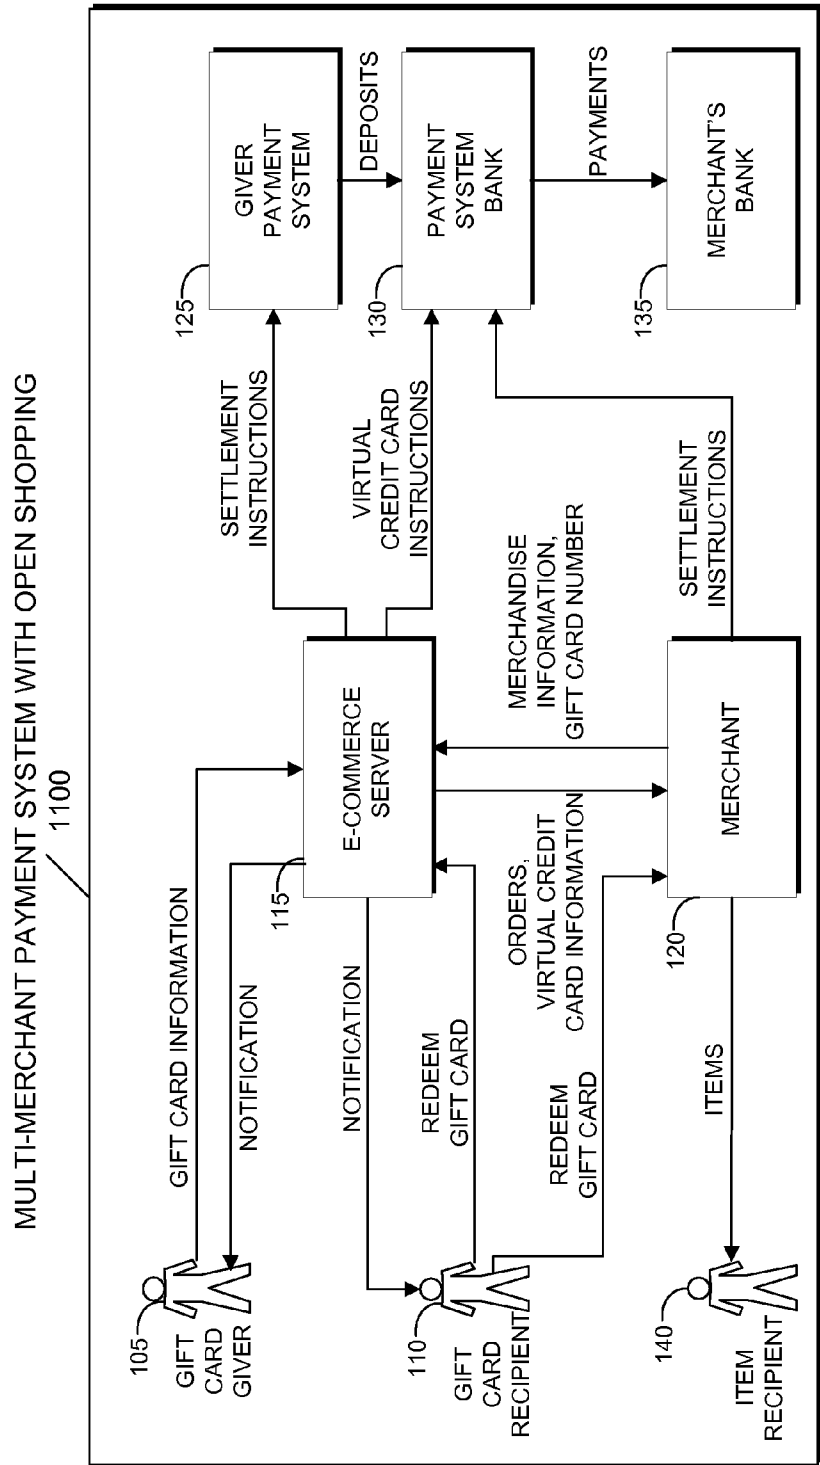 MULTI-MERCHANT PAYMENT SYSTEM WITH OPEN SHOPPING
1100
105
GIFT
CARD
GIVER
GIFT CARD INFORMATION
NOTIFICATION
115
E-COMMERCE
SERVER
SETTLEMENT
INSTRUCTIONS
125
GIVER
PAYMENT
SYSTEM
DEPOSITS
110
GIFT
CARD
RECIPIENT
NOTIFICATION
REDEEM
GIFT CARD
VIRTUAL
CREDIT CARD
INSTRUCTIONS
130
PAYMENT
SYSTEM
BANK
ORDERS,
VIRTUAL CREDIT
CARD INFORMATION
MERCHANDISE
INFORMATION,
GIFT CARD NUMBER
PAYMENTS
REDEEM
GIFT CARD
140
ITEM
RECIPIENT
ITEMS
120
MERCHANT
SETTLEMENT
INSTRUCTIONS
135
MERCHANT'S
BANK